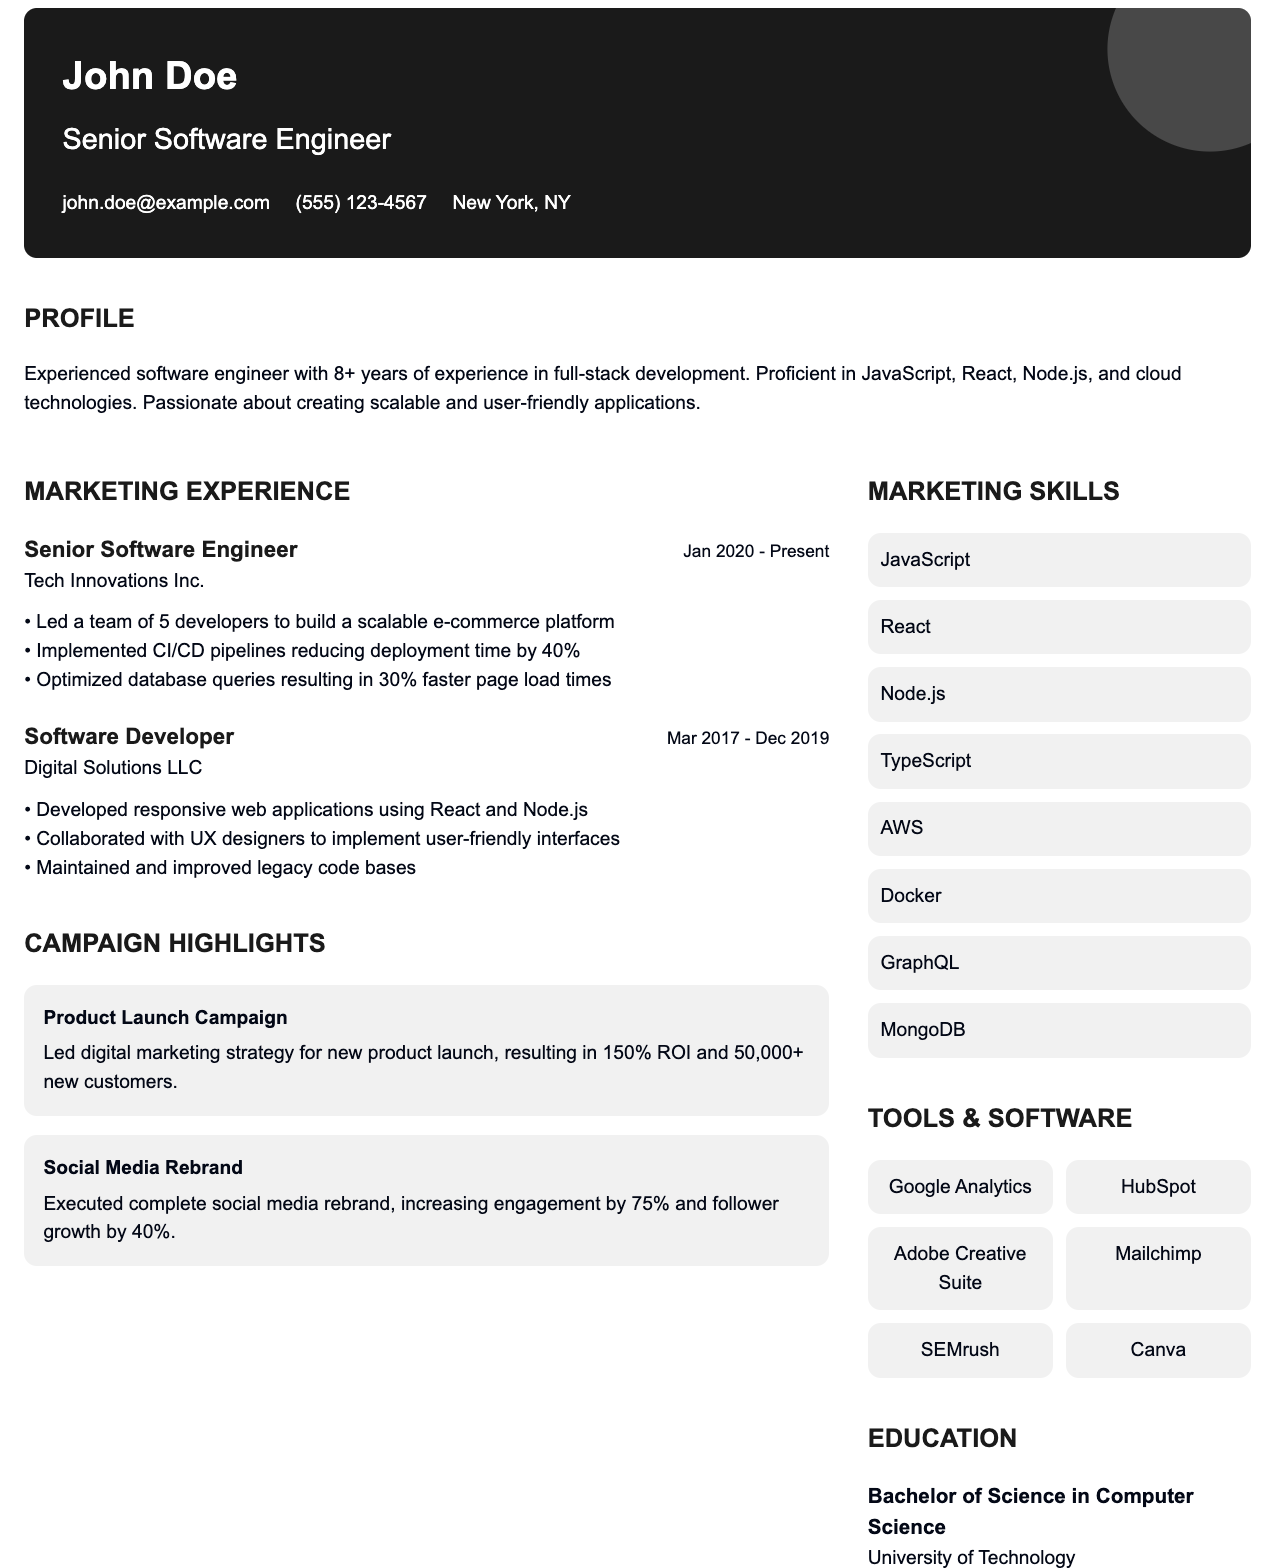 John Doe
Senior Software Engineer
john.doe@example.com (555) 123-4567 New York, NY
PROFILE
Experienced software engineer with 8+ years of experience in full-stack development. Proficient in JavaScript, React, Node.js, and cloud
technologies. Passionate about creating scalable and user-friendly applications.
MARKETING EXPERIENCE
Senior Software Engineer Jan 2020 - Present
Tech Innovations Inc.
• Led a team of 5 developers to build a scalable e-commerce platform
• Implemented CI/CD pipelines reducing deployment time by 40%
• Optimized database queries resulting in 30% faster page load times
Software Developer Mar 2017 - Dec 2019
Digital Solutions LLC
• Developed responsive web applications using React and Node.js
• Collaborated with UX designers to implement user-friendly interfaces
• Maintained and improved legacy code bases
CAMPAIGN HIGHLIGHTS
Product Launch Campaign
Led digital marketing strategy for new product launch, resulting in 150% ROI and 50,000+
new customers.
Social Media Rebrand
Executed complete social media rebrand, increasing engagement by 75% and follower
growth by 40%.
MARKETING SKILLS
JavaScript
React
Node.js
TypeScript
AWS
Docker
GraphQL
MongoDB
TOOLS & SOFTWARE
Google Analytics HubSpot
Adobe Creative
Suite
Mailchimp
SEMrush Canva
EDUCATION
Bachelor of Science in Computer
Science
University of Technology